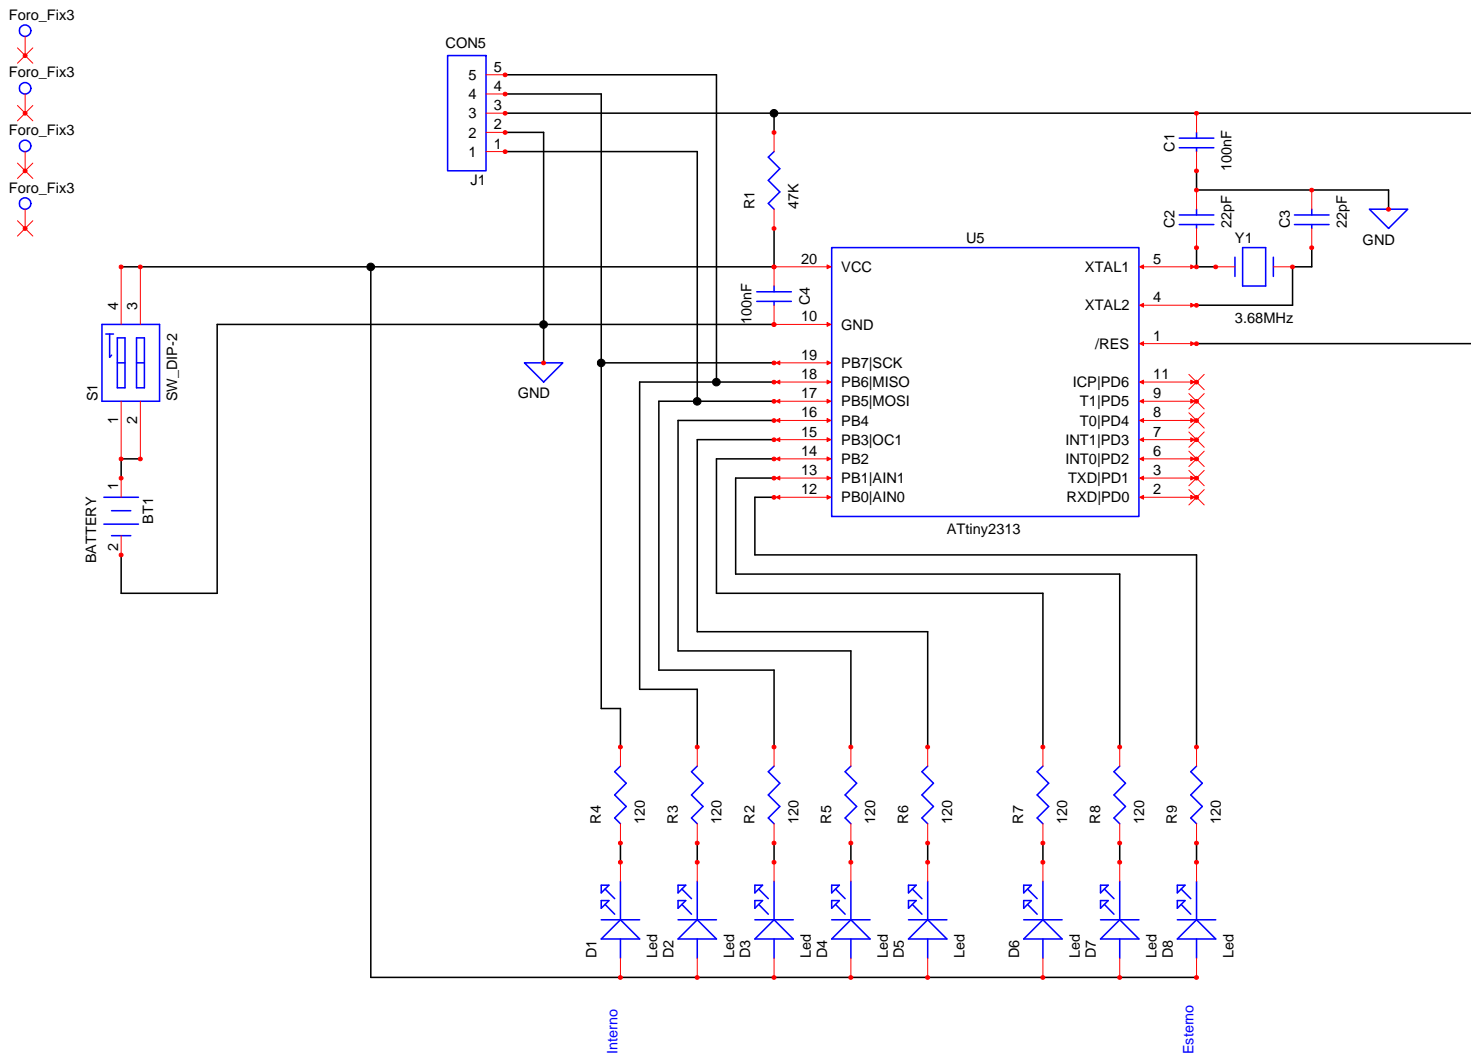 Foro_Fix3
Foro_Fix3
Foro_Fix3
Foro_Fix3
CON5
5 5
4 4
3 3
2 2
1 1
J1
R1
47K
C1
100nF
C2
22pF
C3
22pF
GND
Y1
3.68MHz
U5
20 VCC
10 GND
19 PB7|SCK
18 PB6|MISO
17 PB5|MOSI
16 PB4
15 PB3|OC1
14 PB2
13 PB1|AIN1
12 PB0|AIN0
XTAL1 5
XTAL2 4
/RES 1
ICP|PD6 11
T1|PD5 9
T0|PD4 8
INT1|PD3 7
INT0|PD2 6
TXD|PD1 3
RXD|PD0 2
ATtiny2313
100nF
C4
GND
4
3
S1
SW_DIP-2
1
2
BATTERY
1
2
BT1
R4
120
R3
120
R2
120
R5
120
R6
120
R7
120
R8
120
R9
120
D1
Led
D2
Led
D3
Led
D4
Led
D5
Led
D6
Led
D7
Led
D8
Led
Interno
Esterno